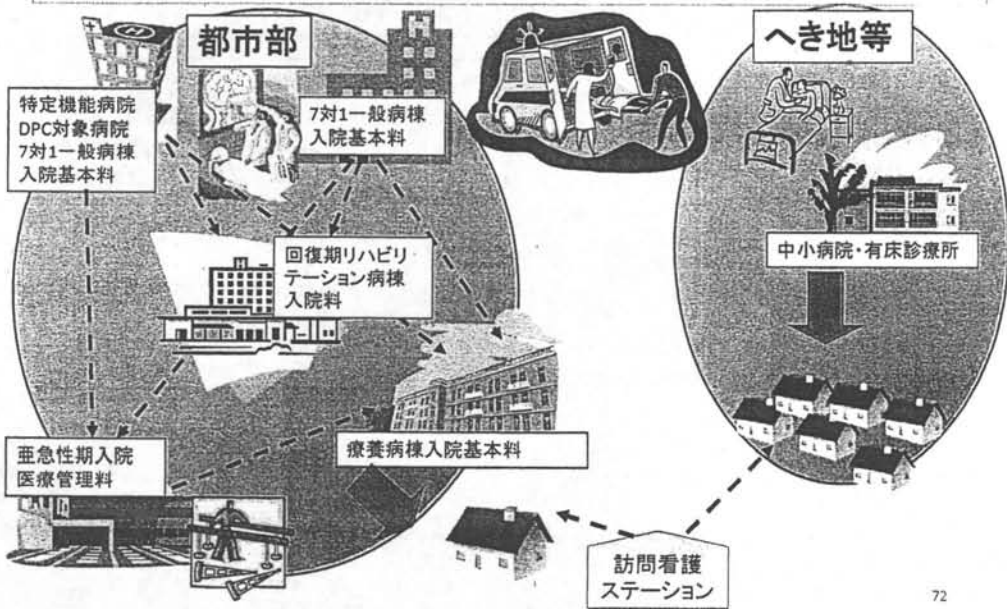 都市部
へき地等
特定機能病院
DPC対象病院
7対1一般病棟
入院基本料
7対1一般病棟
入院基本料
回復期リハビリ
テーション病棟
入院料
中小病院・有床診療所
亜急性期入院
医療管理料
療養病棟入院基本料
訪問看護
ステーション
72